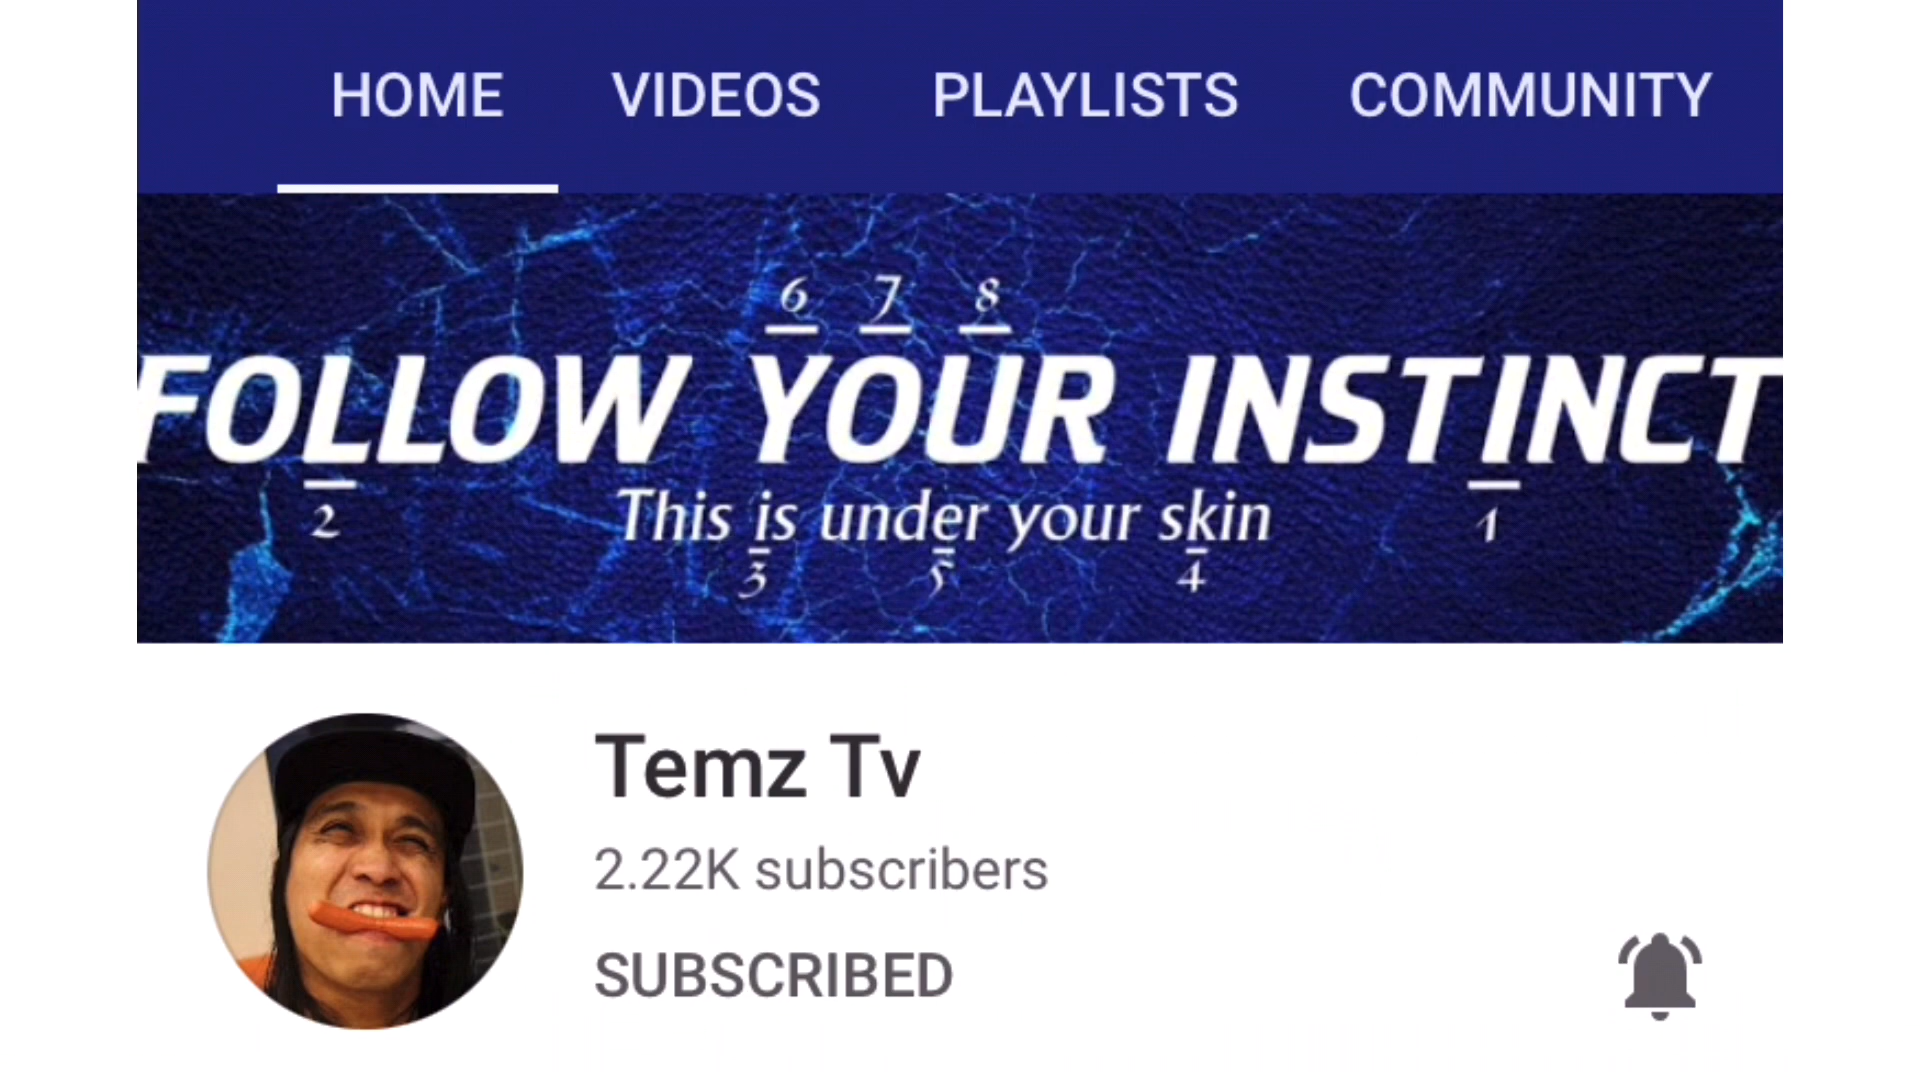 HOME VIDEOS PLAYLISTS COMMUNITY
6 7 8
FOLLOW YOUR INSTINCT
2 1
This is under your skin
3 5 4
Temz Tv
2.22K subscribers
SUBSCRIBED